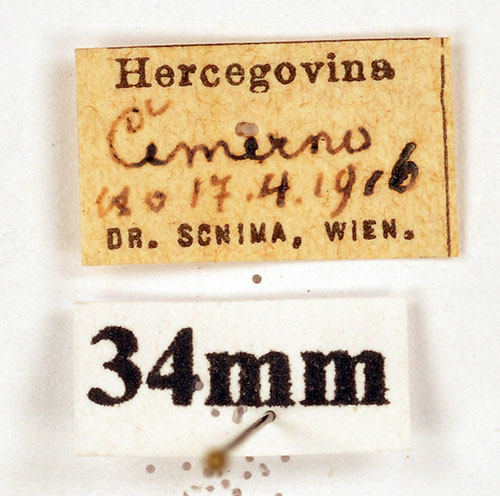 Hercegovina
Čemerno
17.4.1916
DR. SCNIMA, WIEN.
34mm